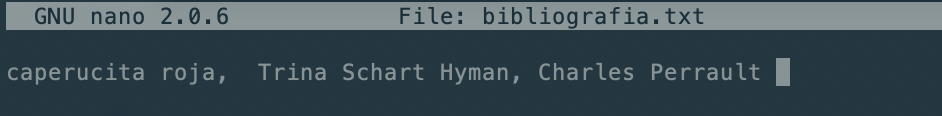 GNU nano 2.0.6 File: bibliografia.txt
caperucita roja,  Trina Schart Hyman, Charles Perrault